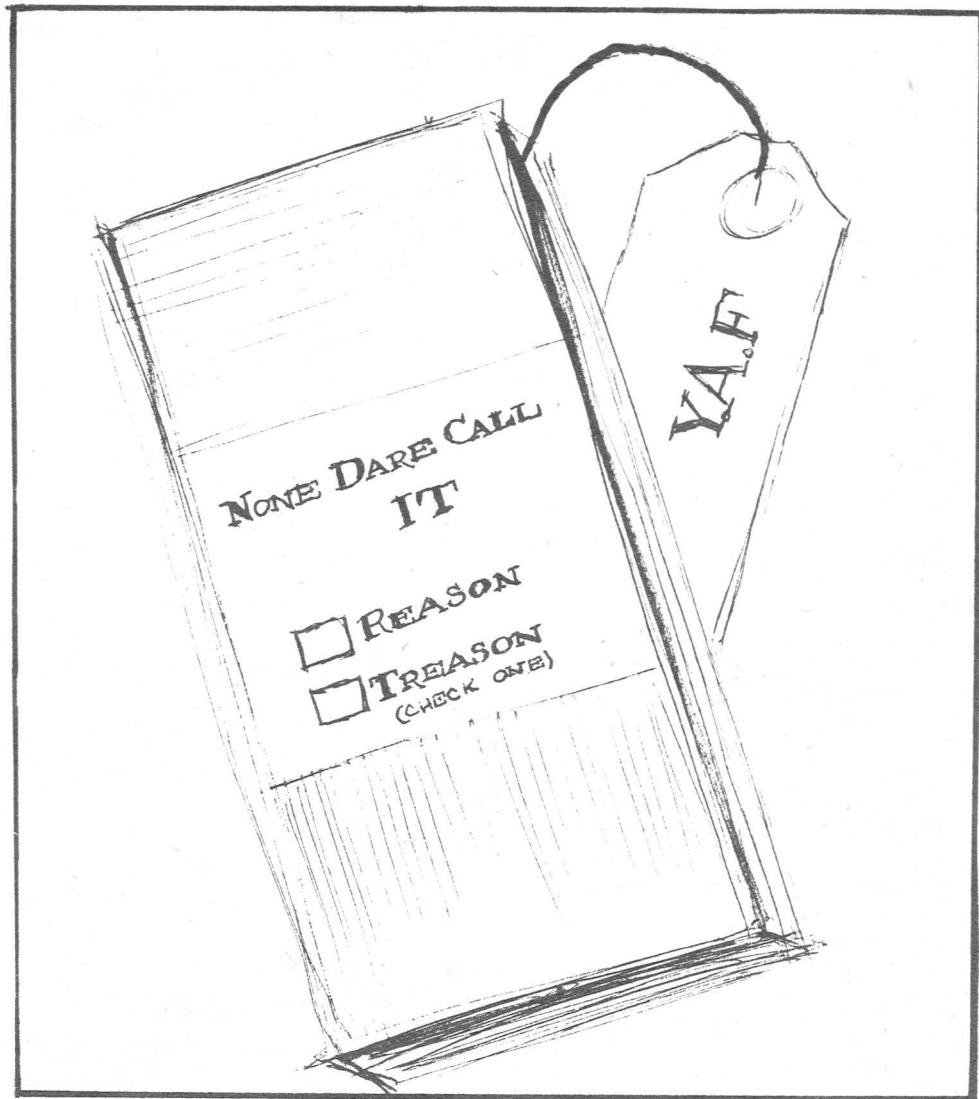 NONE DARE CALL
IT
REASON
TREASON
(CHECK ONE)
Y.A.F